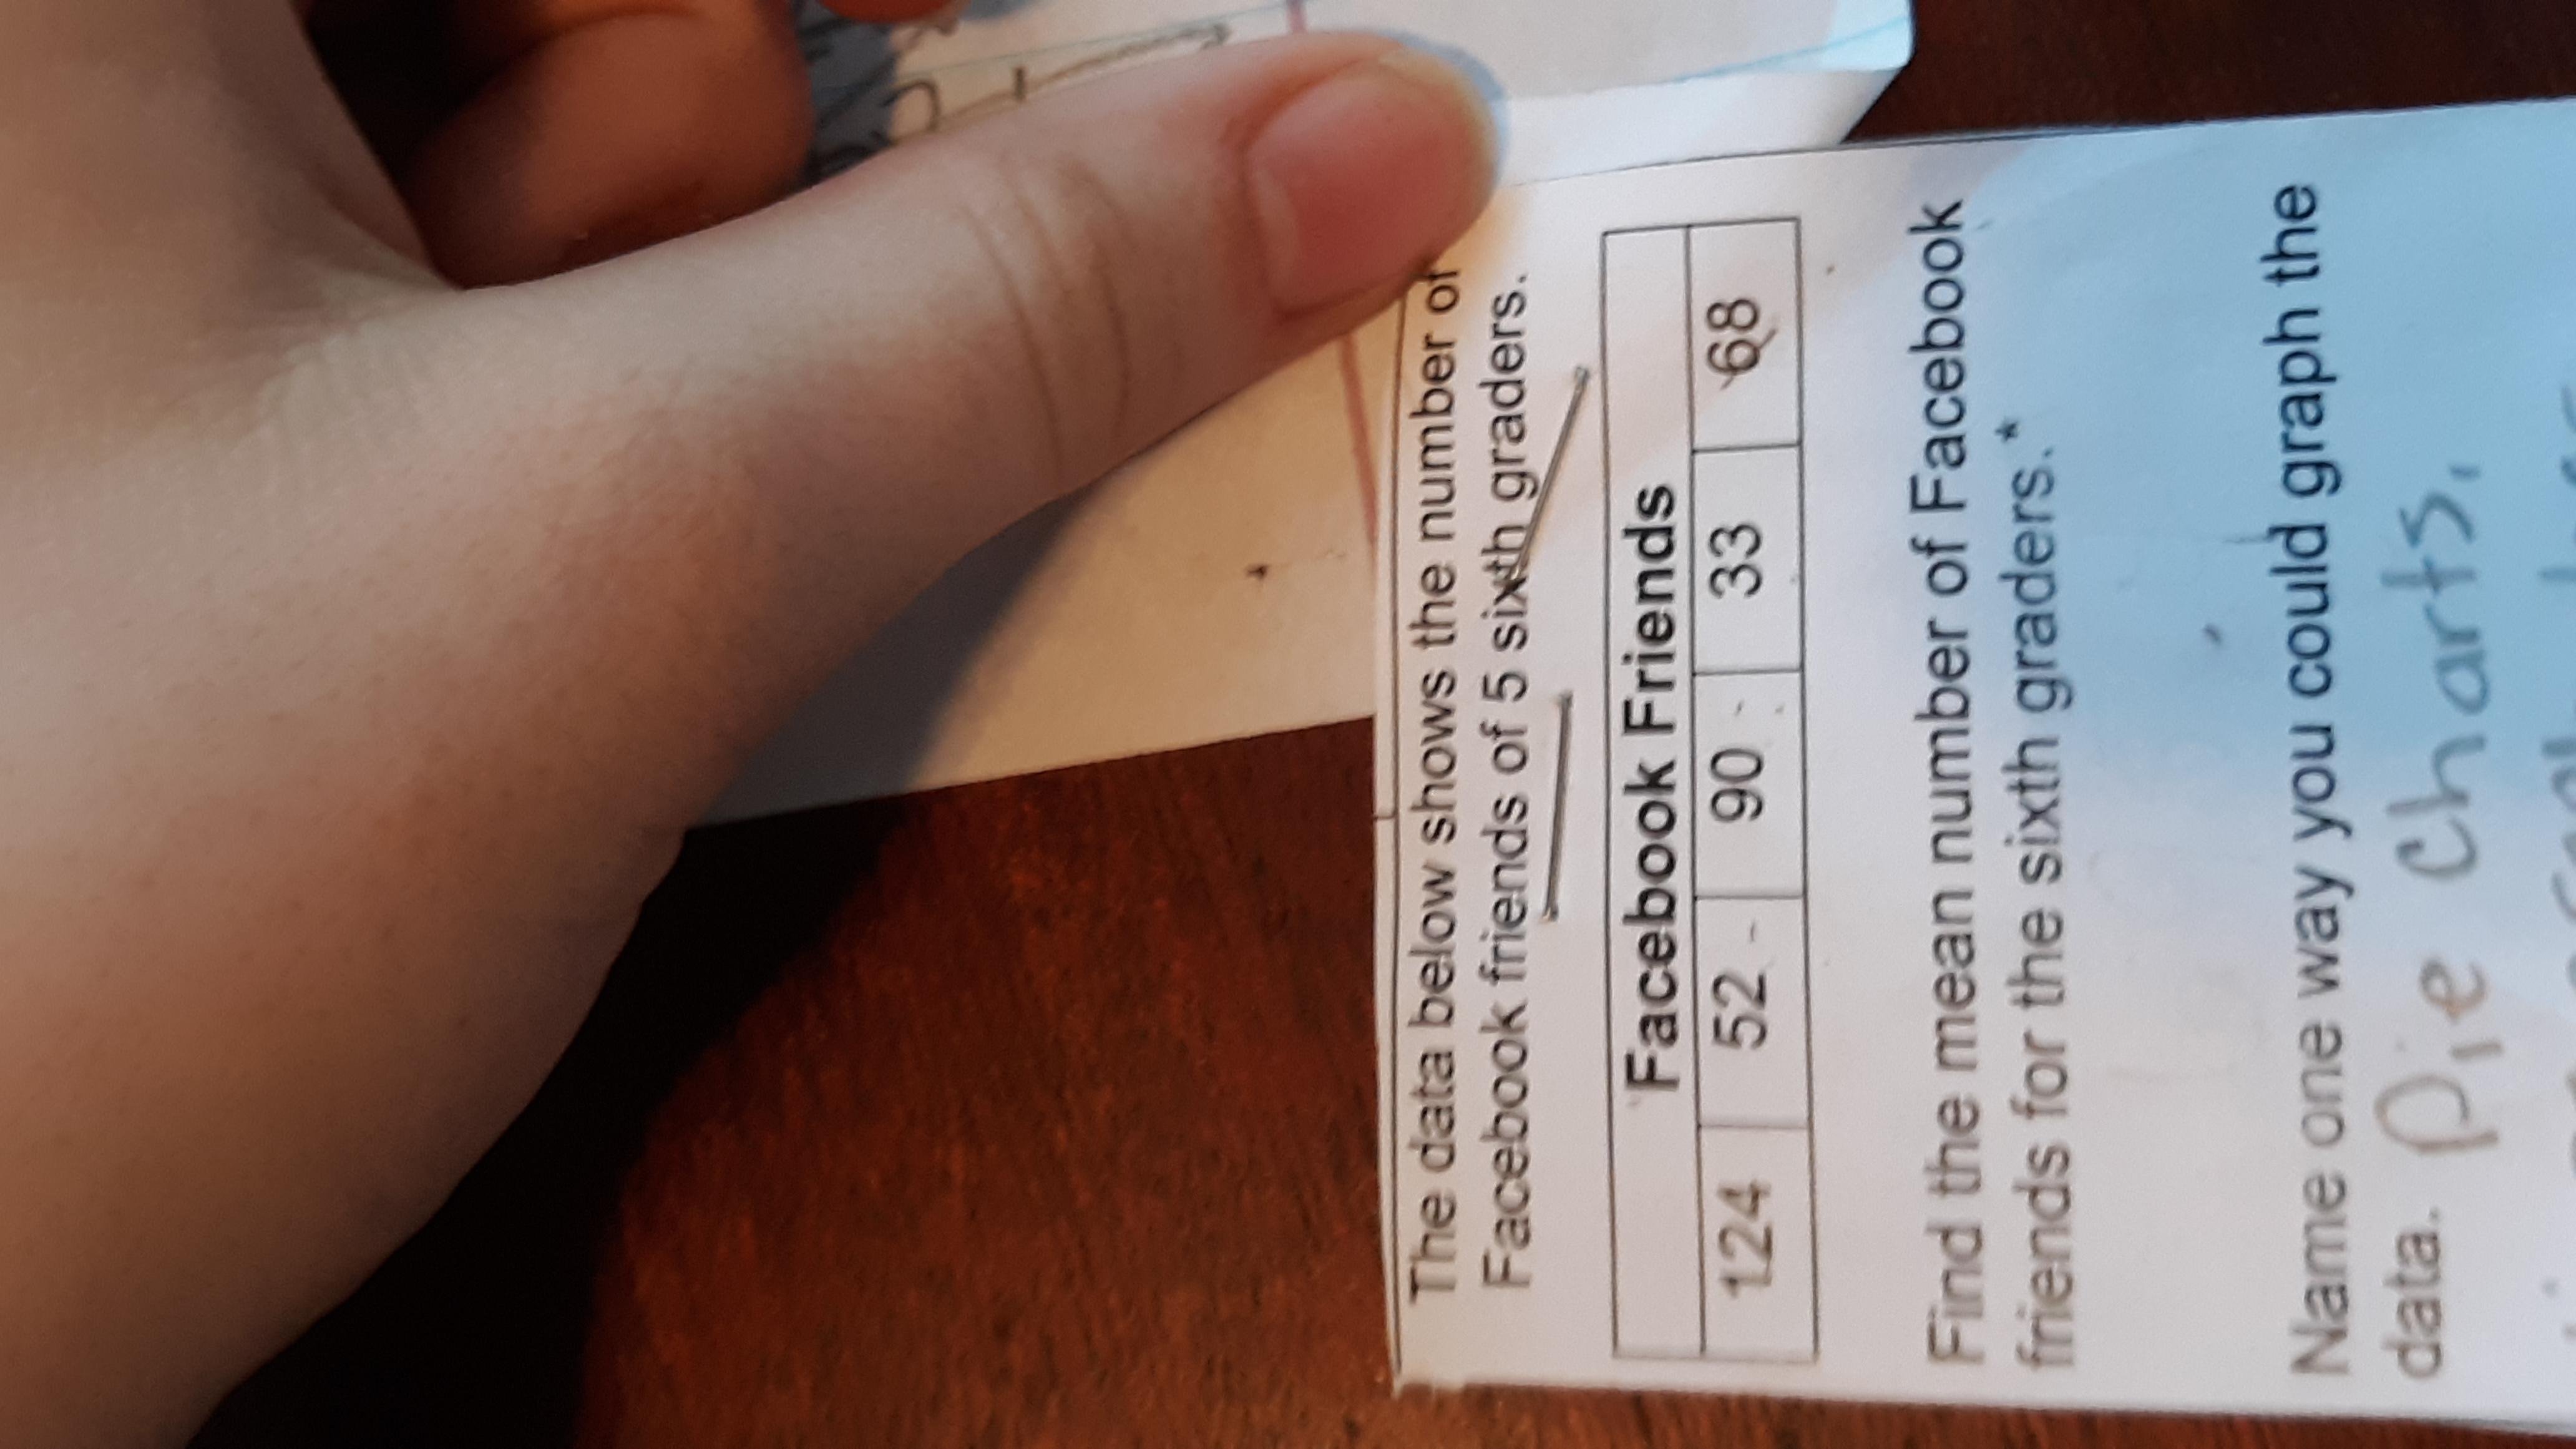 The data below shows the number of
Facebook friends of 5 sixth graders.
Facebook Friends
124 52 90 33 68
Find the mean number of Facebook
friends for the sixth graders.*
Name one way you could graph the
data. Pie Charts,